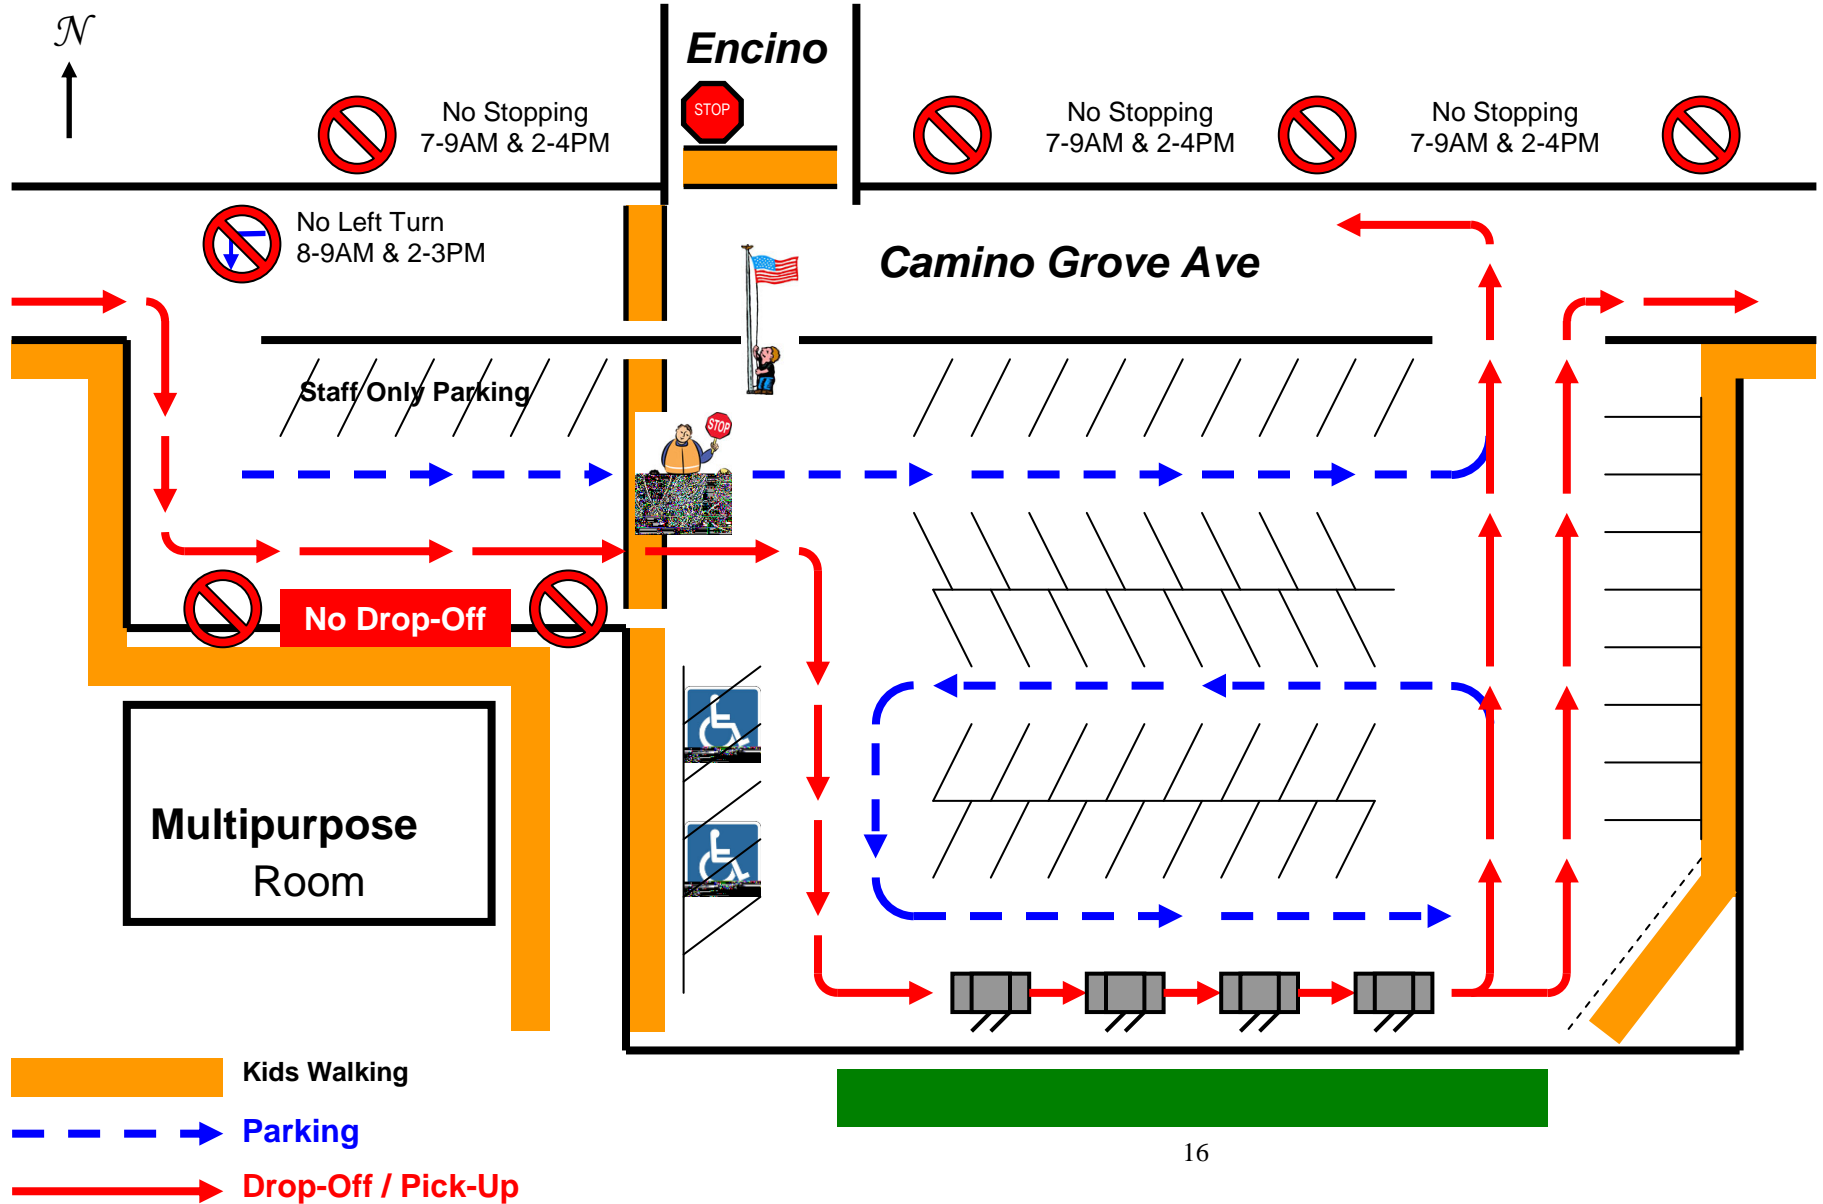 N
Encino
STOP
No Stopping
7-9AM & 2-4PM
No Stopping
7-9AM & 2-4PM
No Stopping
7-9AM & 2-4PM
No Left Turn
8-9AM & 2-3PM
Camino Grove Ave
Staff Only Parking
STOP
No Drop-Off
Multipurpose
Room
Kids Walking
Parking
Drop-Off / Pick-Up
16